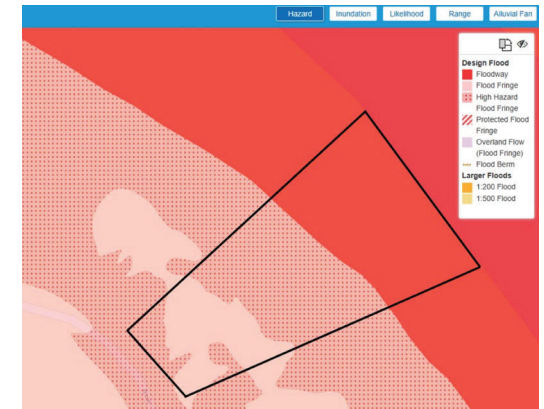 Hazard
Inundation
Likelihood
Range
Alluvial Fan
Design Flood
Floodway
Flood Fringe
High Hazard
Flood Fringe
Protected Flood
Fringe
Overland Flow
(Flood Fringe)
Flood Berm
Larger Floods
1:200 Flood
1:500 Flood